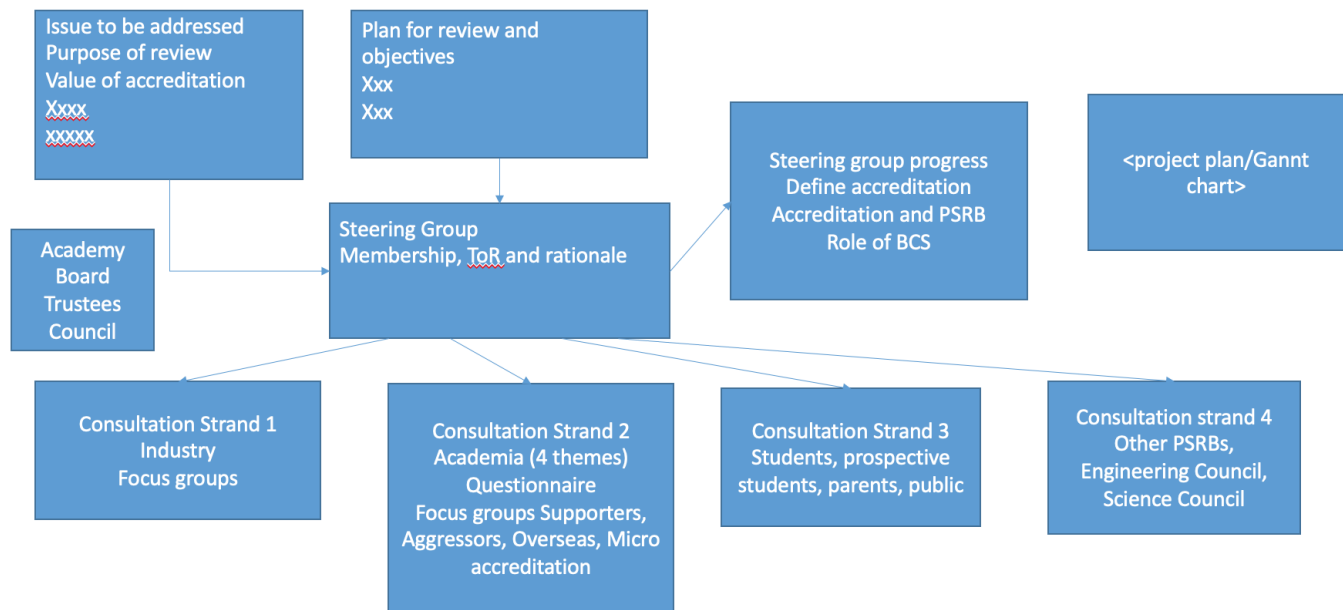 Issue to be addressed
Purpose of review
Value of accreditation
Xxxx
xxxxx
Plan for review and
objectives
Xxx
Xxx
Steering group progress
Define accreditation
Accreditation and PSRB
Role of BCS
<project plan/Gannt
chart>
Academy
Board
Trustees
Council
Steering Group
Membership, ToR and rationale
Consultation Strand 1
Industry
Focus groups
Consultation Strand 2
Academia (4 themes)
Questionnaire
Focus groups Supporters,
Aggressors, Overseas, Micro
accreditation
Consultation Strand 3
Students, prospective
students, parents, public
Consultation strand 4
Other PSRBs,
Engineering Council,
Science Council